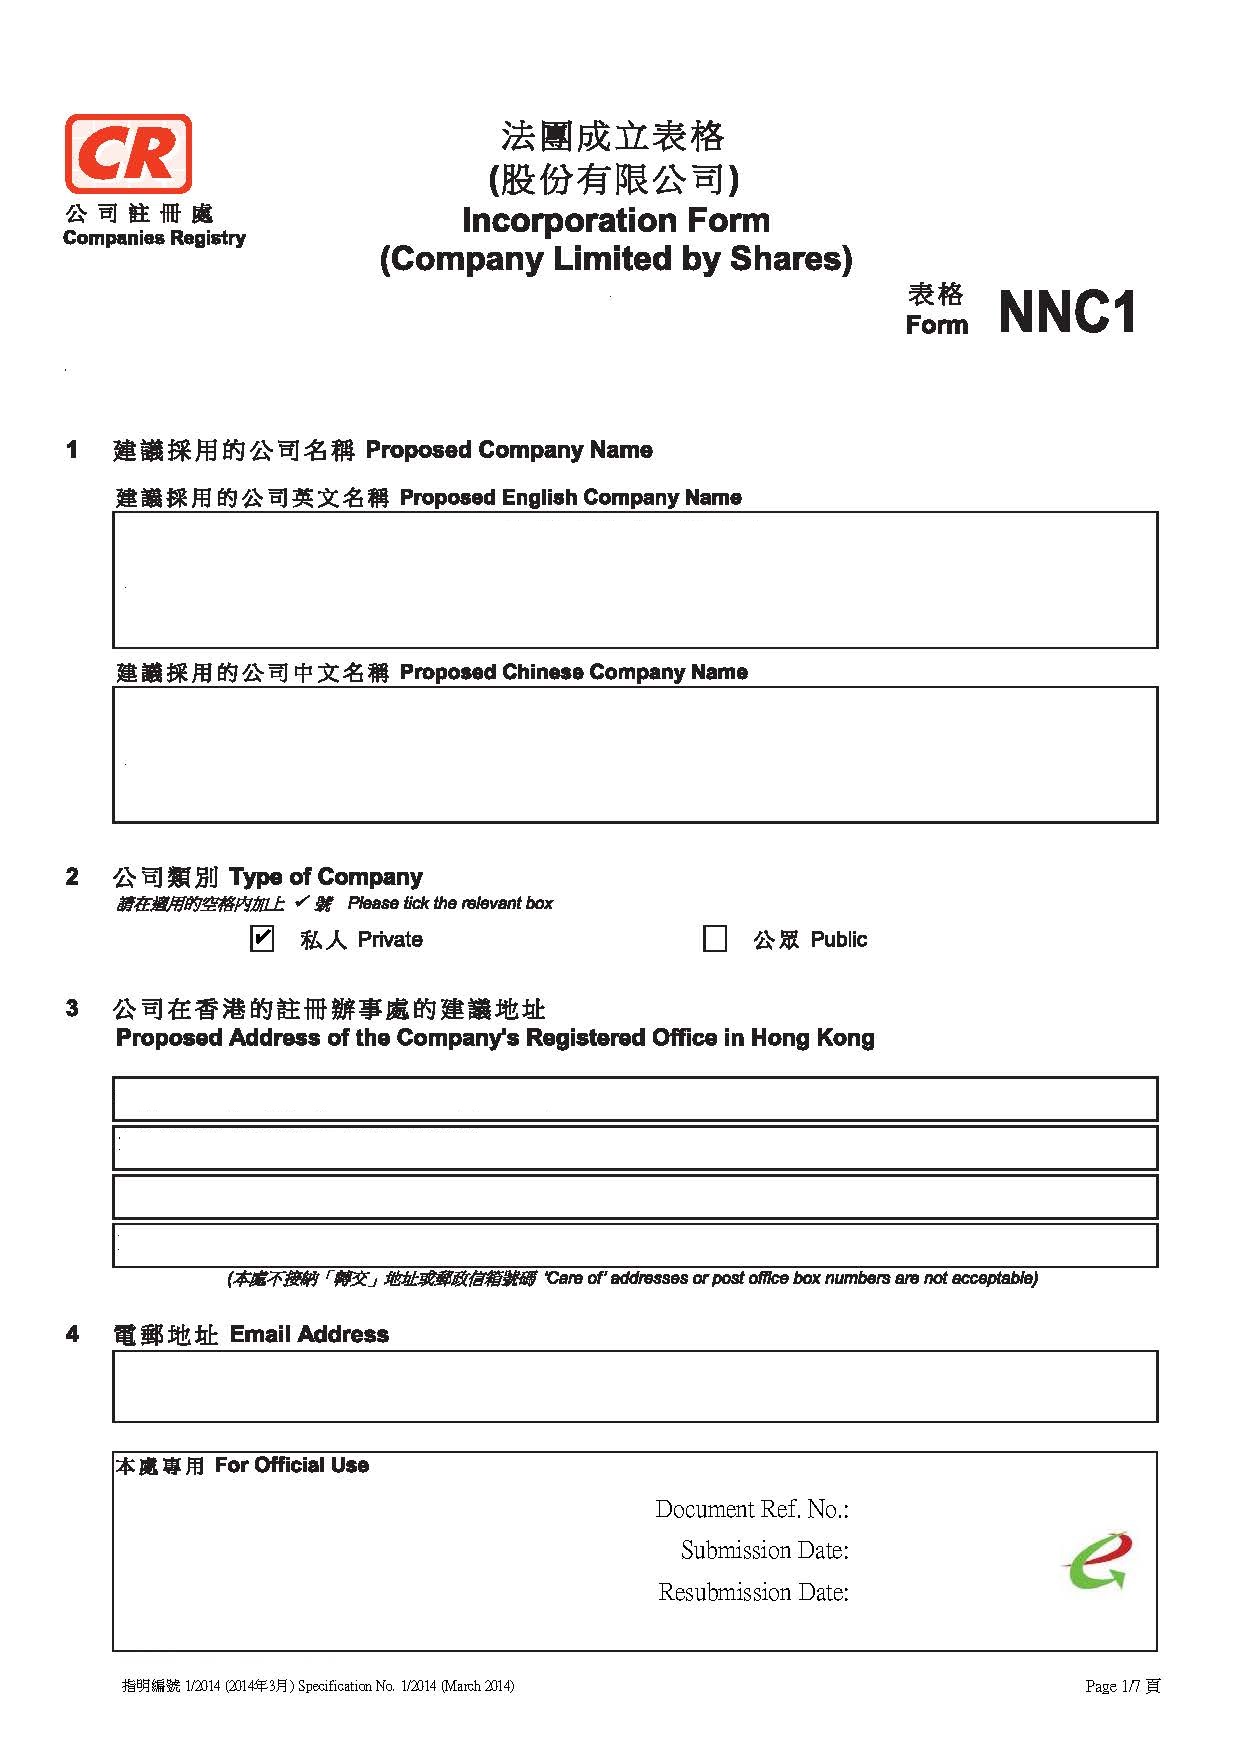 CR
公司註冊處
Companies Registry
法團成立表格
(股份有限公司)
Incorporation Form
(Company Limited by Shares)
表格
Form NNC1
1 建議採用的公司名稱 Proposed Company Name
建議採用的公司英文名稱 Proposed English Company Name
建議採用的公司中文名稱 Proposed Chinese Company Name
2 公司類別 Type of Company
請在適用的空格內加上 ✓ 號 Please tick the relevant box
✔ 私人 Private 公眾 Public
3 公司在香港的註冊辦事處的建議地址
Proposed Address of the Company's Registered Office in Hong Kong
(本處不接納「轉交」地址或郵政信箱號碼 'Care of' addresses or post office box numbers are not acceptable)
4 電郵地址 Email Address
本處專用 For Official Use
Document Ref. No.:
Submission Date:
Resubmission Date:
指明編號 1/2014 (2014年3月) Specification No. 1/2014 (March 2014)
Page 1/7 頁